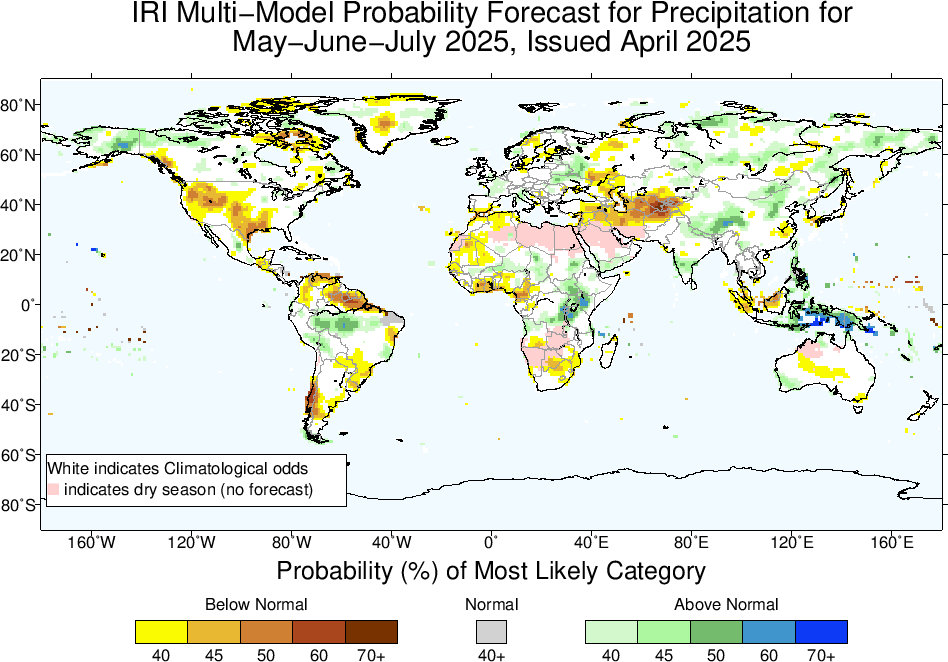 IRI Multi−Model Probability Forecast for Precipitation for
May−June−July 2025, Issued April 2025
80˚N
60˚N
40˚N
20˚N
0˚
20˚S
40˚S
60˚S
80˚S
White indicates Climatological odds
indicates dry season (no forecast)
160˚W 120˚W 80˚W 40˚W 0˚ 40˚E 80˚E 120˚E 160˚E
Probability (%) of Most Likely Category
Below Normal Normal Above Normal
40 45 50 60 70+ 40+ 40 45 50 60 70+